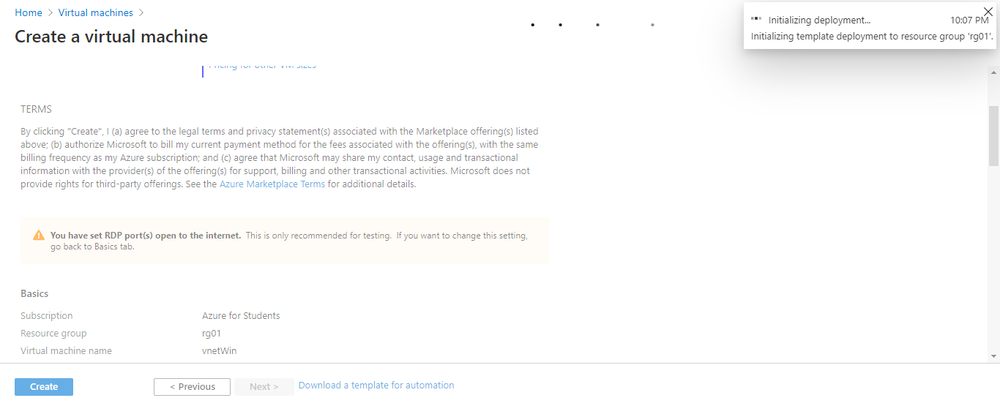 Home > Virtual machines >
Create a virtual machine
Initializing deployment... 10:07 PM
Initializing template deployment to resource group 'rg01'.
Pricing for other VM sizes
TERMS
By clicking "Create", I (a) agree to the legal terms and privacy statement(s) associated with the Marketplace offering(s) listed
above; (b) authorize Microsoft to bill my current payment method for the fees associated with the offering(s), with the same
billing frequency as my Azure subscription; and (c) agree that Microsoft may share my contact, usage and transactional
information with the provider(s) of the offering(s) for support, billing and other transactional activities. Microsoft does not
provide rights for third-party offerings. See the Azure Marketplace Terms for additional details.
You have set RDP port(s) open to the internet. This is only recommended for testing. If you want to change this setting,
go back to Basics tab.
Basics
Subscription Azure for Students
Resource group rg01
Virtual machine name vnetWin
Create < Previous Next > Download a template for automation